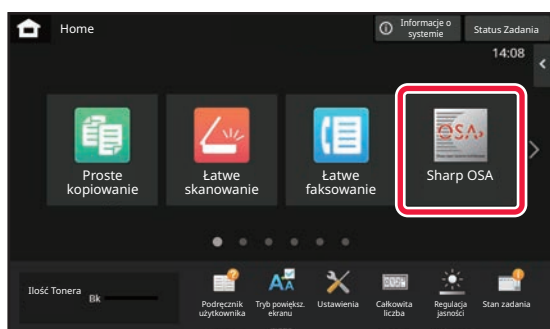 Home
Informacje o
systemie
Status Zadania
14:08
Proste
kopiowanie
Łatwe
skanowanie
Łatwe
faksowanie
OSA
Sharp OSA
Ilość Tonera
Bk
Podręcznik
użytkownika
Tryb powiększ.
ekranu
Ustawienia
Całkowita
liczba
Regulacja
jasności
Stan zadania